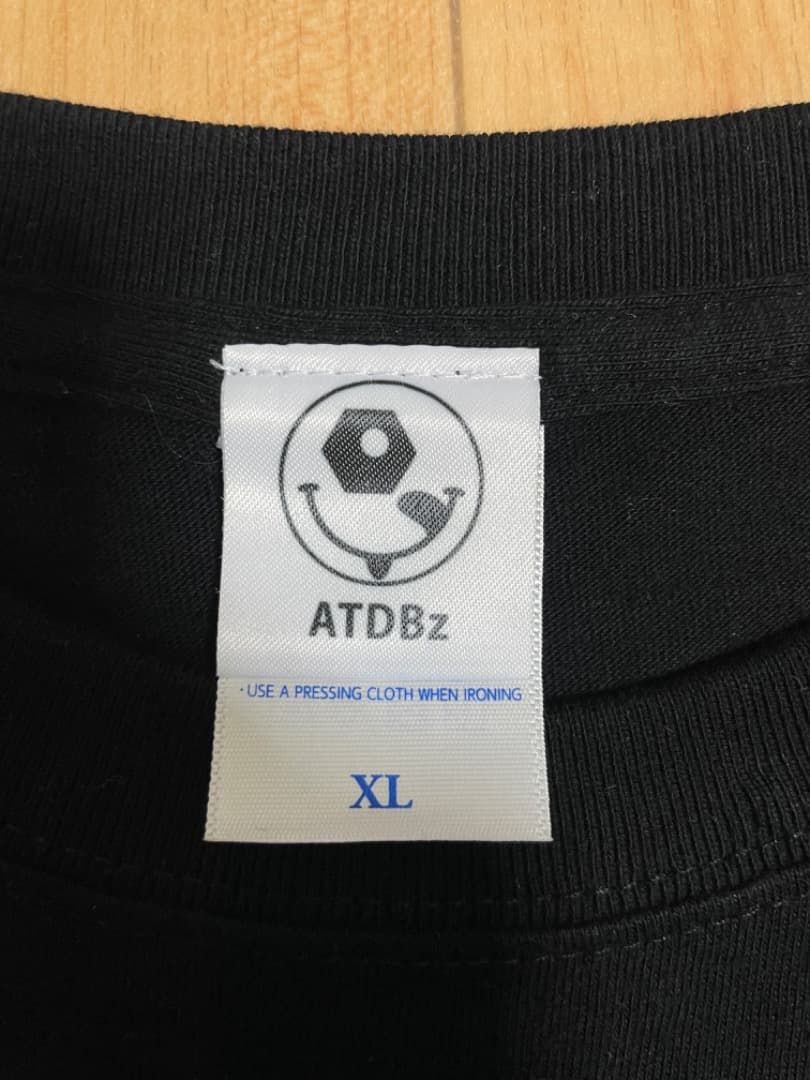 ATDBz
・USE A PRESSING CLOTH WHEN IRONING
XL